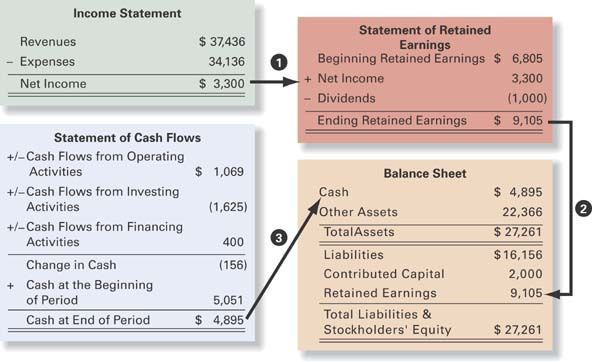 Income Statement
Revenues $ 37,436
– Expenses 34,136
Net Income $ 3,300
1
Statement of Retained
Earnings
Beginning Retained Earnings $ 6,805
+ Net Income 3,300
– Dividends (1,000)
Ending Retained Earnings $ 9,105
Statement of Cash Flows
+/– Cash Flows from Operating
Activities $ 1,069
+/– Cash Flows from Investing
Activities (1,625)
+/– Cash Flows from Financing
Activities 400
Change in Cash (156)
+ Cash at the Beginning
of Period 5,051
Cash at End of Period $ 4,895
3
Balance Sheet
Cash $ 4,895
Other Assets 22,366
TotalAssets $ 27,261
Liabilities $16,156
Contributed Capital 2,000
Retained Earnings 9,105
Total Liabilities &
Stockholders' Equity $ 27,261
2